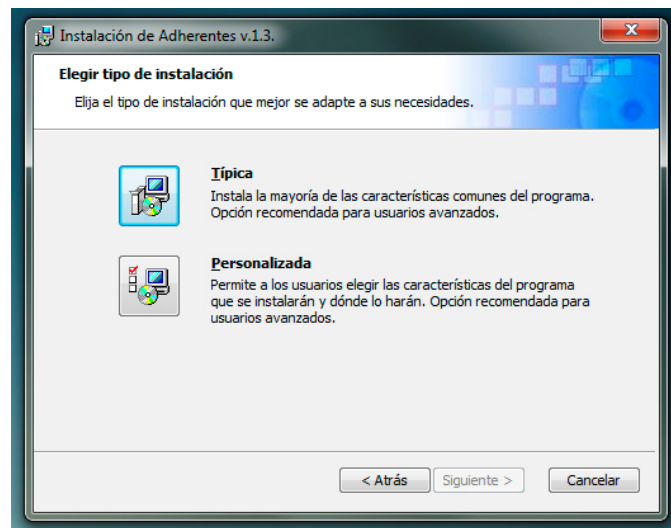 Instalación de Adherentes v.1.3.
Elegir tipo de instalación
Elija el tipo de instalación que mejor se adapte a sus necesidades.
Típica
Instala la mayoría de las características comunes del programa.
Opción recomendada para usuarios avanzados.
Personalizada
Permite a los usuarios elegir las características del programa
que se instalarán y dónde lo harán. Opción recomendada para
usuarios avanzados.
< Atrás Siguiente > Cancelar